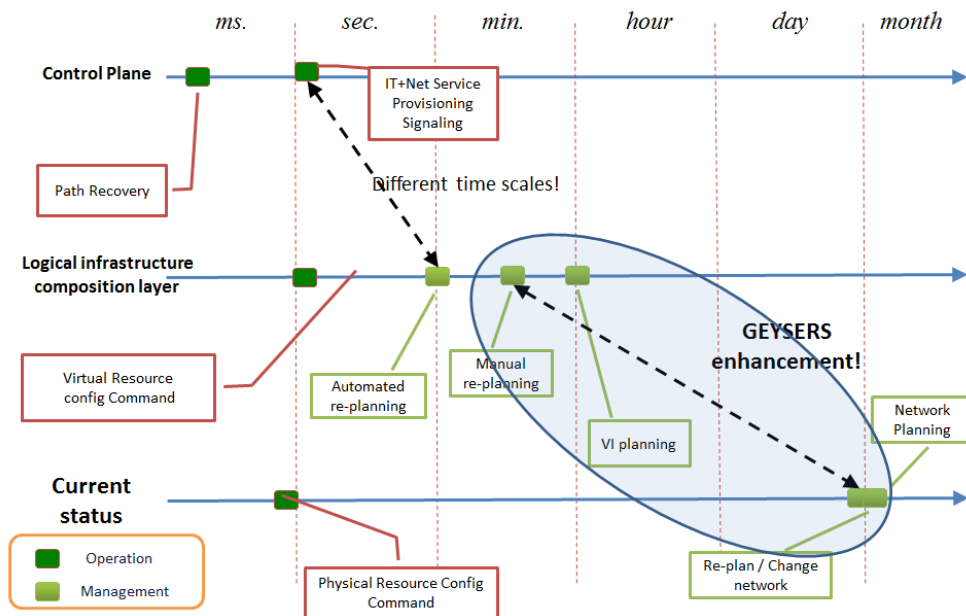 ms.
sec.
min.
hour
day
month
Control Plane
IT+Net Service
Provisioning
Signaling
Path Recovery
Different time scales!
Logical infrastructure
composition layer
GEYSERS
enhancement!
Virtual Resource
config Command
Automated
re-planning
Manual
re-planning
VI planning
Network
Planning
Current
status
Operation
Management
Physical Resource Config
Command
Re-plan / Change
network